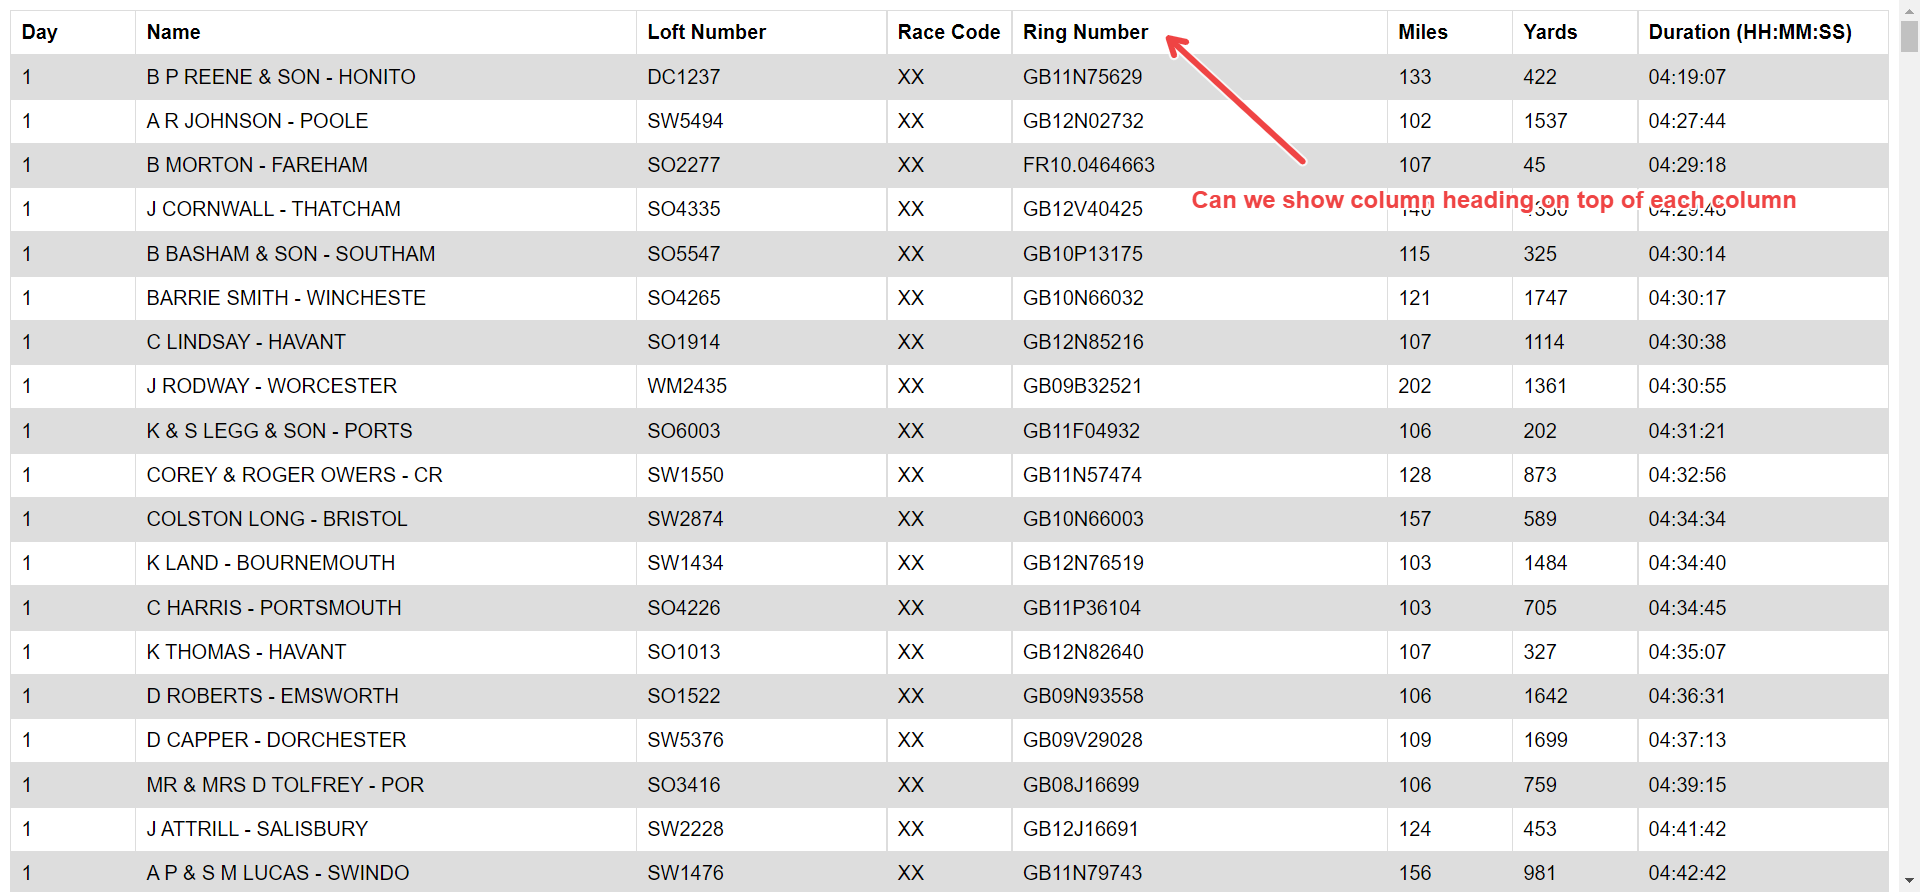 Day Name Loft Number Race Code Ring Number Miles Yards Duration (HH:MM:SS)
1 B P REENE & SON - HONITO DC1237 XX GB11N75629 133 422 04:19:07
1 A R JOHNSON - POOLE SW5494 XX GB12N02732 102 1537 04:27:44
1 B MORTON - FAREHAM SO2277 XX FR10.0464663 107 45 04:29:18
Can we show column heading on top of each column
1 J CORNWALL - THATCHAM SO4335 XX GB12V40425
1 B BASHAM & SON - SOUTHAM SO5547 XX GB10P13175 115 325 04:30:14
1 BARRIE SMITH - WINCHESTE SO4265 XX GB10N66032 121 1747 04:30:17
1 C LINDSAY - HAVANT SO1914 XX GB12N85216 107 1114 04:30:38
1 J RODWAY - WORCESTER WM2435 XX GB09B32521 202 1361 04:30:55
1 K & S LEGG & SON - PORTS SO6003 XX GB11F04932 106 202 04:31:21
1 COREY & ROGER OWERS - CR SW1550 XX GB11N57474 128 873 04:32:56
1 COLSTON LONG - BRISTOL SW2874 XX GB10N66003 157 589 04:34:34
1 K LAND - BOURNEMOUTH SW1434 XX GB12N76519 103 1484 04:34:40
1 C HARRIS - PORTSMOUTH SO4226 XX GB11P36104 103 705 04:34:45
1 K THOMAS - HAVANT SO1013 XX GB12N82640 107 327 04:35:07
1 D ROBERTS - EMSWORTH SO1522 XX GB09N93558 106 1642 04:36:31
1 D CAPPER - DORCHESTER SW5376 XX GB09V29028 109 1699 04:37:13
1 MR & MRS D TOLFREY - POR SO3416 XX GB08J16699 106 759 04:39:15
1 J ATTRILL - SALISBURY SW2228 XX GB12J16691 124 453 04:41:42
1 A P & S M LUCAS - SWINDO SW1476 XX GB11N79743 156 981 04:42:42